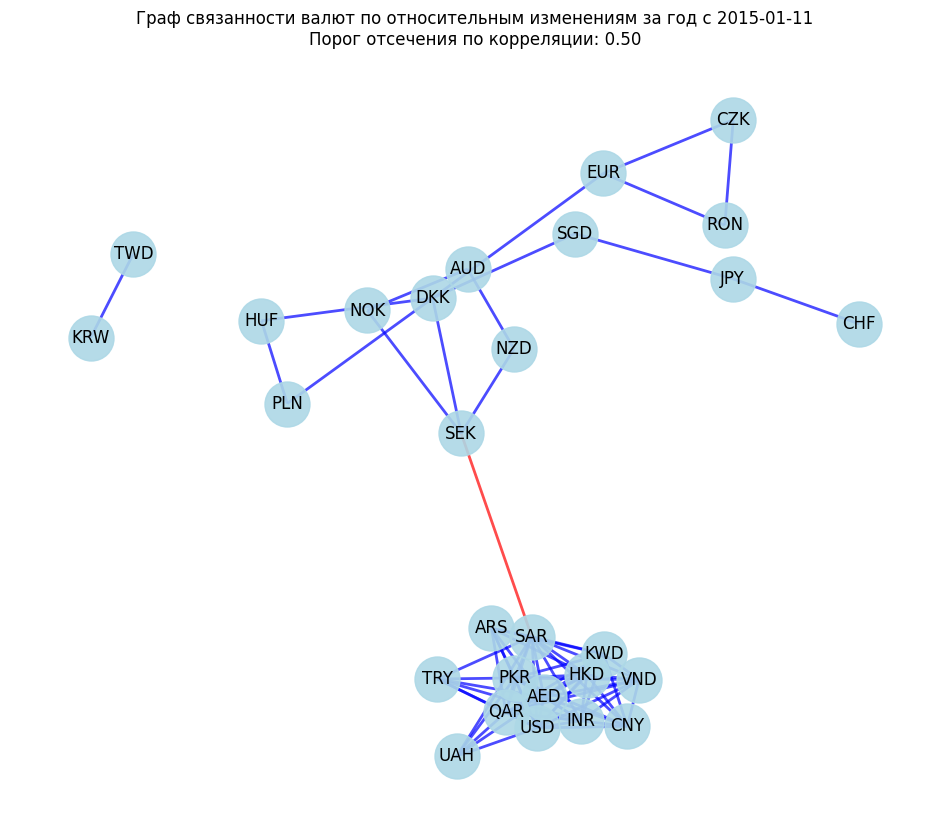 Граф связанности валют по относительным изменениям за год с 2015-01-11
Порог отсечения по корреляции: 0.50
CZK
EUR
RON
SGD
TWD
AUD
JPY
DKK
NOK
HUF
CHF
KRW
NZD
PLN
SEK
ARS
SAR
KWD
PKR
HKD
TRY
VND
AED
QAR
INR
USD
CNY
UAH